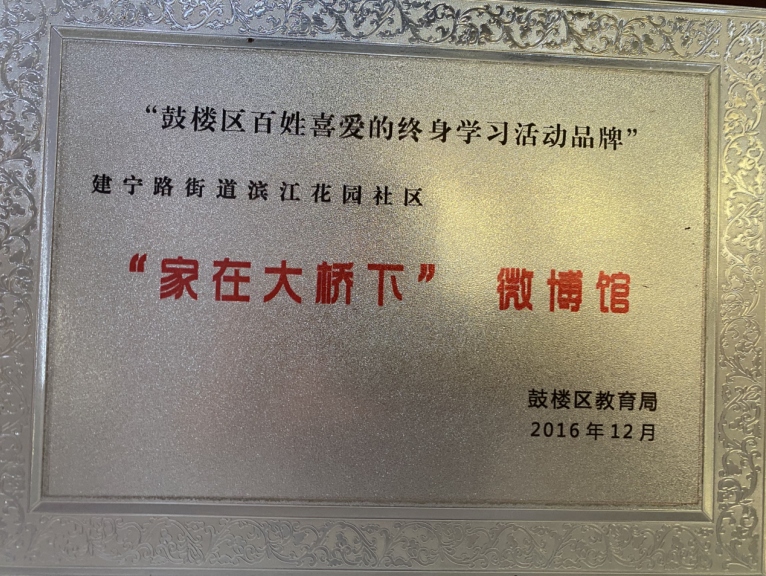 “鼓楼区百姓喜爱的终身学习活动品牌”
建宁路街道滨江花园社区
“家在大桥下” 微博馆
鼓楼区教育局
2016年12月